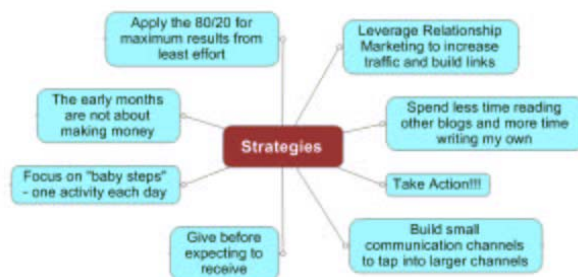 Apply the 80/20 for
maximum results from
least effort
Leverage Relationship
Marketing to increase
traffic and build links
The early months
are not about
making money
Spend less time reading
other blogs and more time
writing my own
Strategies
Focus on "baby steps"
- one activity each day
Take Action!!!
Give before
expecting to
receive
Build small
communication channels
to tap into larger channels